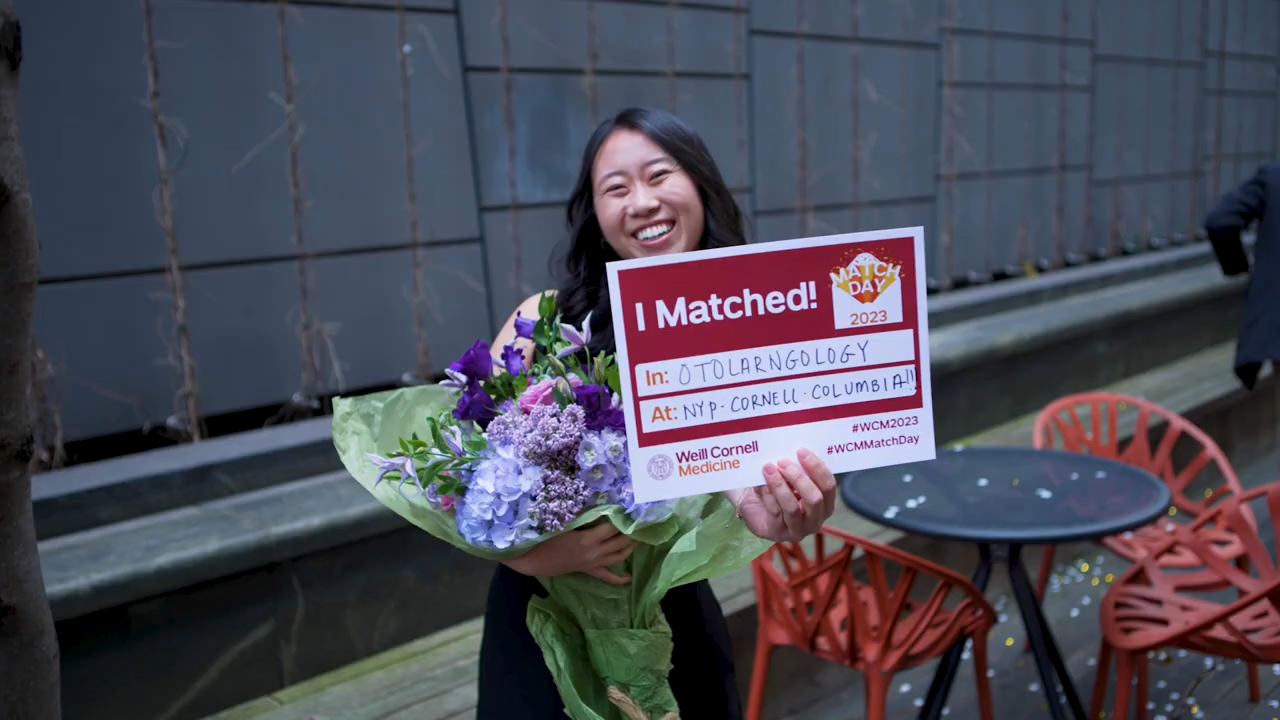 I Matched!
MATCH
DAY
2023
In: OTOLARNGOLOGY
At: NYP-CORNELL-COLUMBIA!!
#WCM2023
#WCMMatchDay
Weill Cornell
Medicine